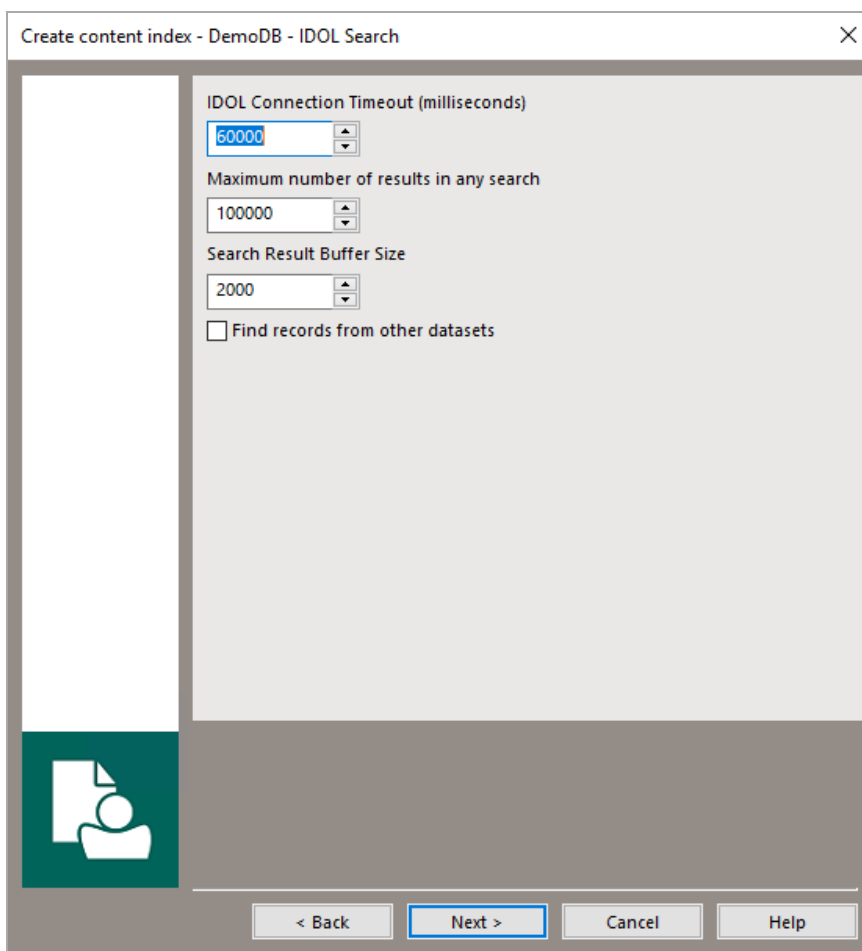 Create content index - DemoDB - IDOL Search
IDOL Connection Timeout (milliseconds)
60000
Maximum number of results in any search
100000
Search Result Buffer Size
2000
Find records from other datasets
< Back Next > Cancel Help